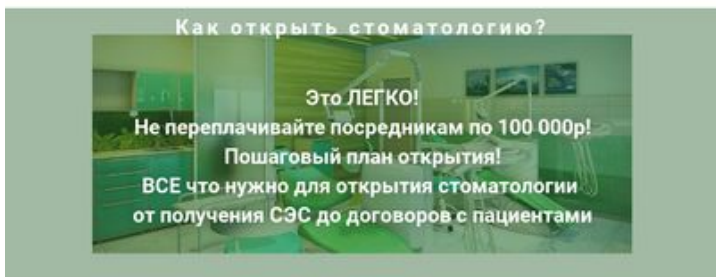 Как открыть стоматологию?
Это ЛЕГКО!
Не переплачивайте посредникам по 100 000р!
Пошаговый план открытия!
ВСЕ что нужно для открытия стоматологии
от получения СЭС до договоров с пациентами